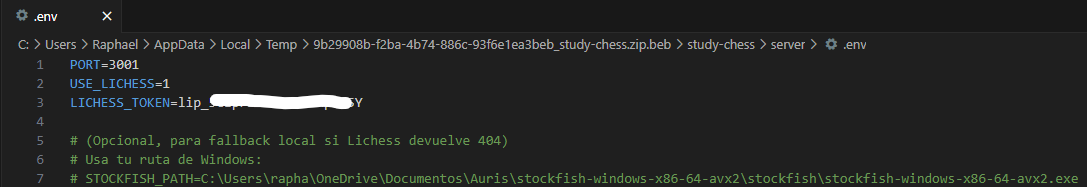 .env
C: > Users > Raphael > AppData > Local > Temp > 9b29908b-f2ba-4b74-886c-93f6e1ea3beb_study-chess.zip.beb > study-chess > server > .env
1 PORT=3001
2 USE_LICHESS=1
3 LICHESS_TOKEN=lip_
4
5 # (Opcional, para fallback local si Lichess devuelve 404)
6 # Usa tu ruta de Windows:
7 # STOCKFISH_PATH=C:\Users\rapha\OneDrive\Documentos\Auris\stockfish-windows-x86-64-avx2\stockfish\stockfish-windows-x86-64-avx2.exe